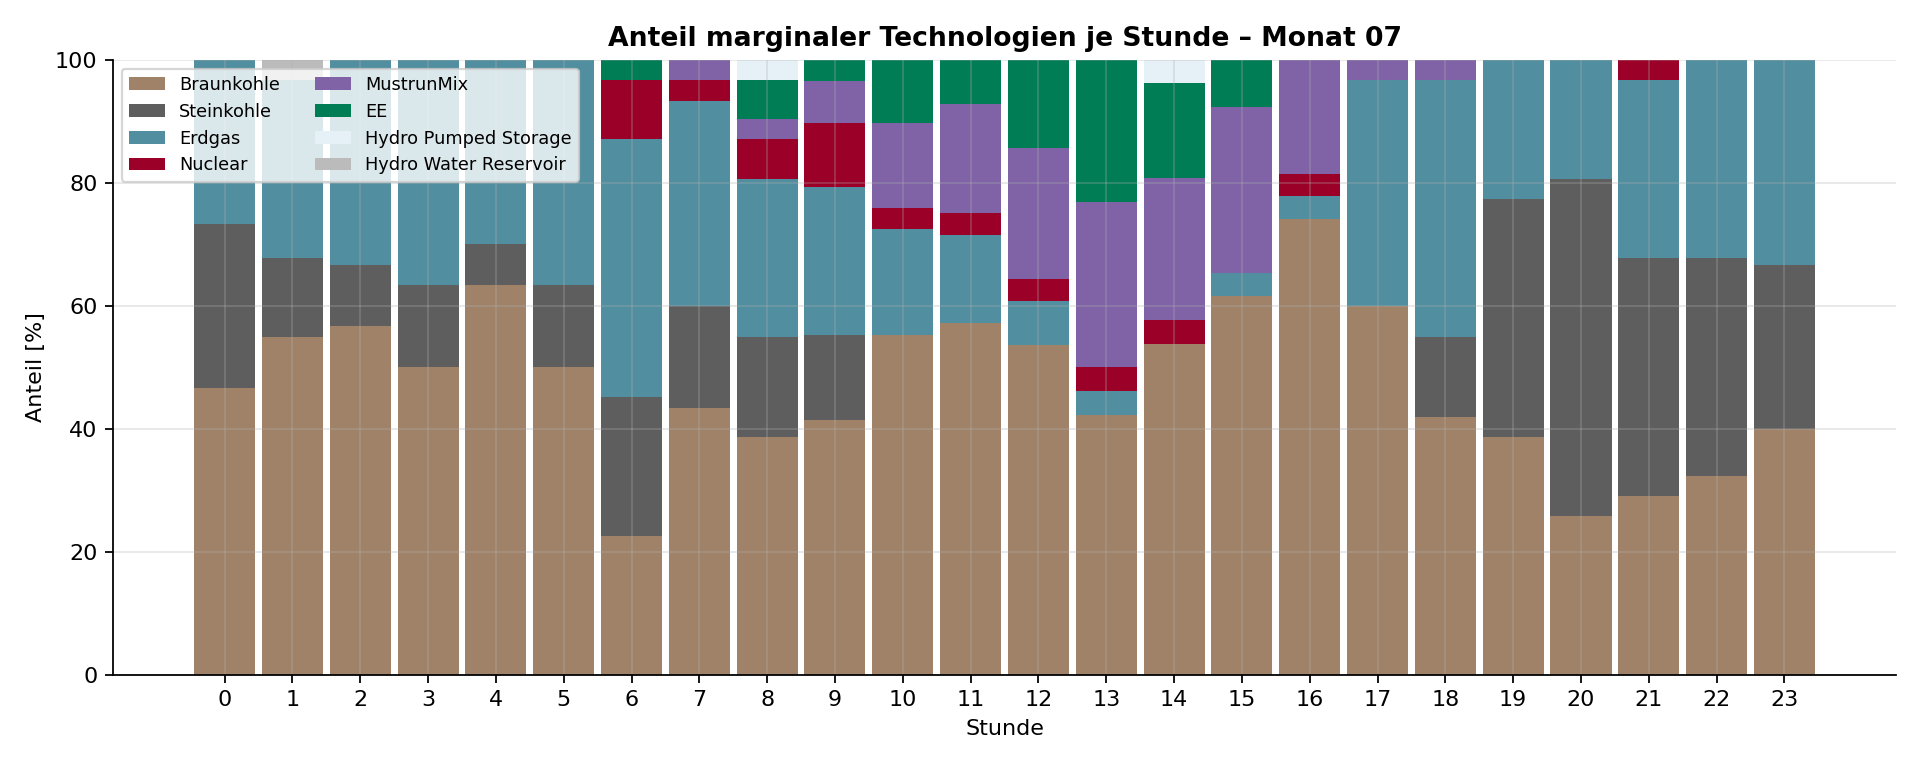 Anteil marginaler Technologien je Stunde – Monat 07
Anteil [%]
100
80
60
40
20
0
Braunkohle
Steinkohle
Erdgas
Nuclear
MustrunMix
EE
Hydro Pumped Storage
Hydro Water Reservoir
0 1 2 3 4 5 6 7 8 9 10 11 12 13 14 15 16 17 18 19 20 21 22 23
Stunde